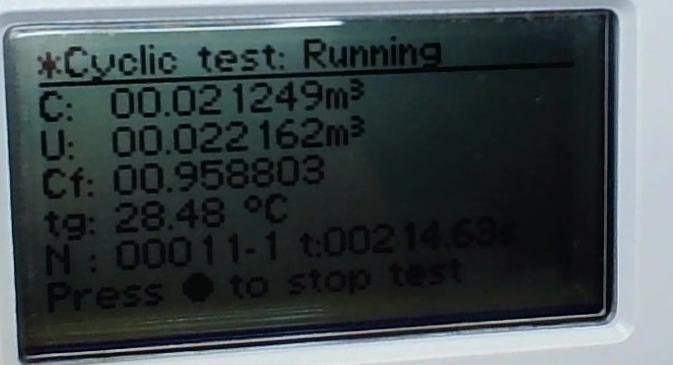 *Cyclic test: Running
C: 00.021249m³
U: 00.022162m³
Cf: 00.958803
tg: 28.48 °C
N : 00011-1 t:00214.63s
Press ● to stop test